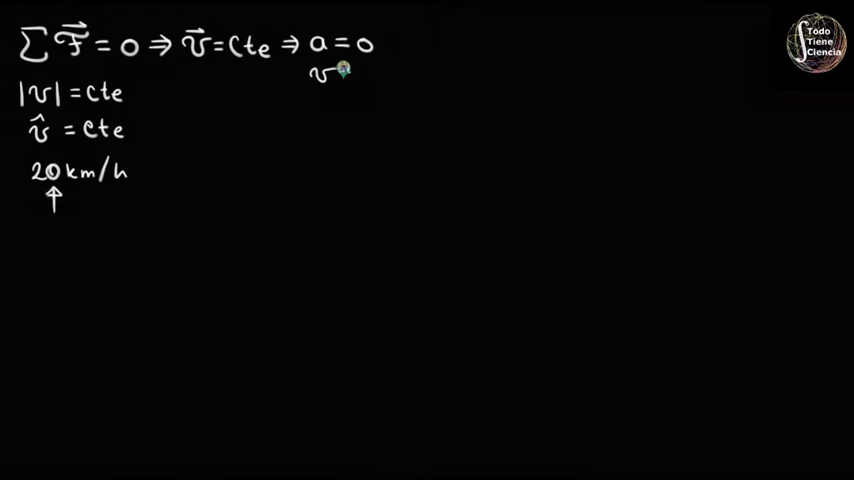 ∑F⃗ = 0 ⇒ v⃗ = Cte ⇒ a = 0
v
|v| = cte
v̂ = cte
20 km/h
↑
∫ Todo
Tiene
Ciencia